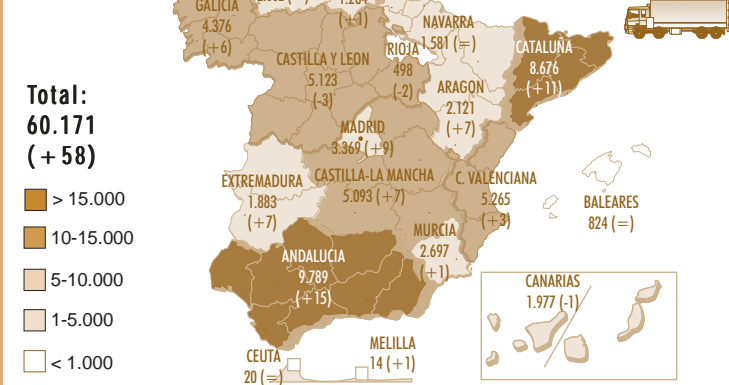 GALICIA
4.376
(+6)
(+1)
NAVARRA
1.581 (=)
RIOJA
498
(-2)
CATALUÑA
8.676
(+11)
CASTILLA Y LEON
5.123
(-3)
ARAGON
2.121
(+7)
Total:
60.171
(+58)
MADRID
3.369 (+9)
EXTREMADURA
1.883
(+7)
CASTILLA-LA MANCHA
5.093 (+7)
C. VALENCIANA
5.265
(+3)
BALEARES
824 (=)
> 15.000
10-15.000
5-10.000
1-5.000
< 1.000
MURCIA
2.697
(+1)
ANDALUCIA
9.789
(+15)
CANARIAS
1.977 (-1)
CEUTA
20 (=)
MELILLA
14 (+1)